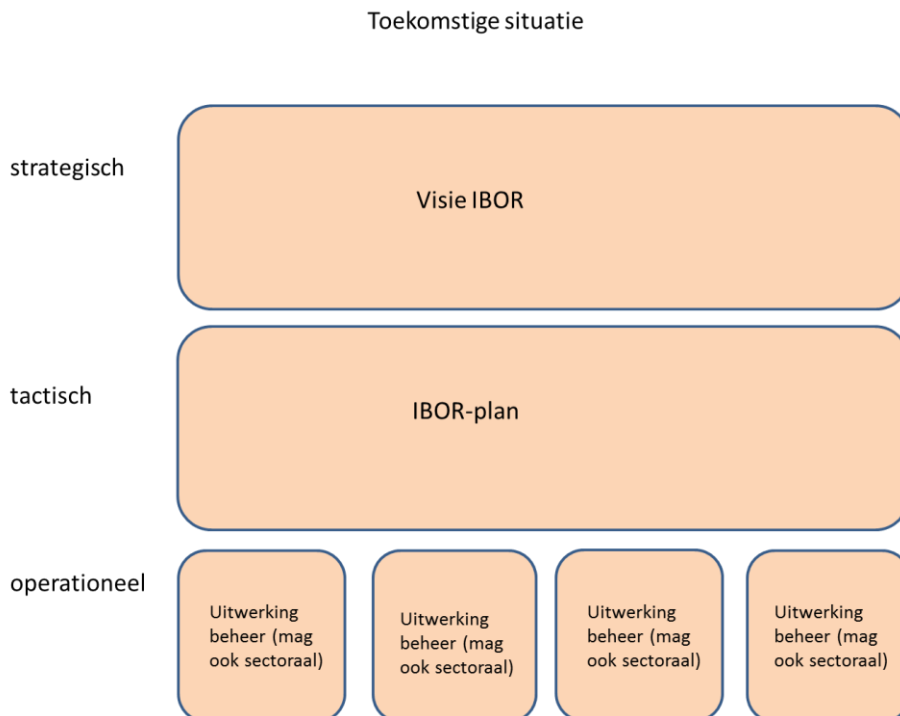 Toekomstige situatie
strategisch
Visie IBOR
tactisch
IBOR-plan
operationeel
Uitwerking
beheer (mag
ook sectoraal)
Uitwerking
beheer (mag
ook sectoraal)
Uitwerking
beheer (mag
ook sectoraal)
Uitwerking
beheer (mag
ook sectoraal)